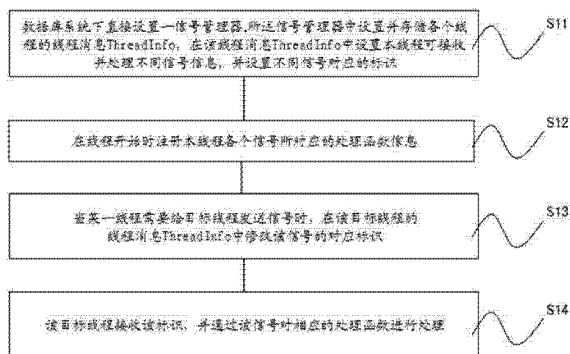 数据库系统下直接设置一信号管理器,所述信号管理器中设置并存储各个线
程的线程消息ThreadInfo，在该线程消息ThreadInfo中设置本线程可接收
并处理不同信号信息，并设置不同信号对应的标识
S11
在线程开始时注册本线程各个信号所对应的处理函数信息
S12
当某一线程需要给目标线程发送信号时，在该目标线程的
线程消息ThreadInfo中修改该信号的对应标识
S13
该目标线程接收该标识，并通过该信号对相应的处理函数进行处理
S14